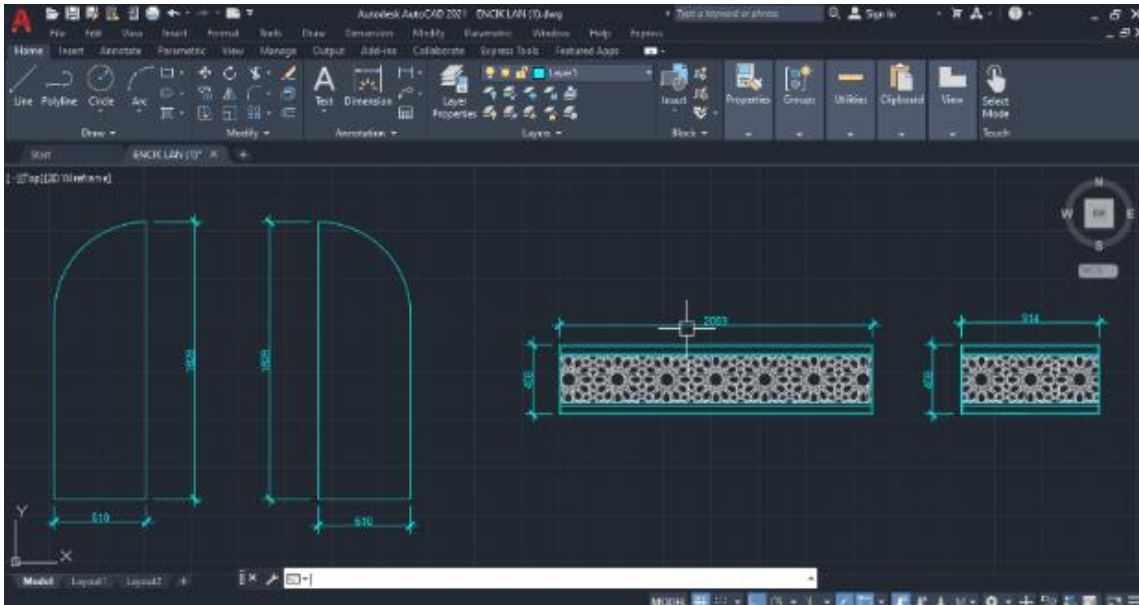 Autodesk AutoCAD 2021 ENCIK LAN (1).dwg Type a keyword or phrase Sign In
File Edit View Insert Format Tools Draw Dimension Modify Parametric Window Help Express
Home Insert Annotate Parametric View Manage Output Add-ins Collaborate Express Tools Featured Apps
Layer1
Line Polyline Circle Arc Text Dimension Layer Properties Insert Properties Groups Utilities Clipboard View Select Mode
Draw Modify Annotation Layers Block Touch
Start ENCIK LAN (1)* +
[-][Top][2D Wireframe]
N
W E
S
2083 914
1828 1828
610 610
Y
X
Model Layout1 Layout2 +
MODEL